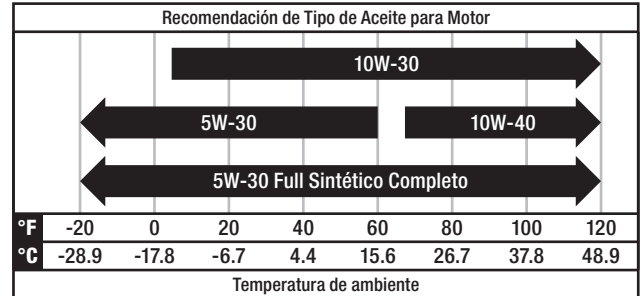 Recomendación de Tipo de Aceite para Motor
10W-30
5W-30 10W-40
5W-30 Full Sintético Completo
°F -20 0 20 40 60 80 100 120
°C -28.9 -17.8 -6.7 4.4 15.6 26.7 37.8 48.9
Temperatura de ambiente